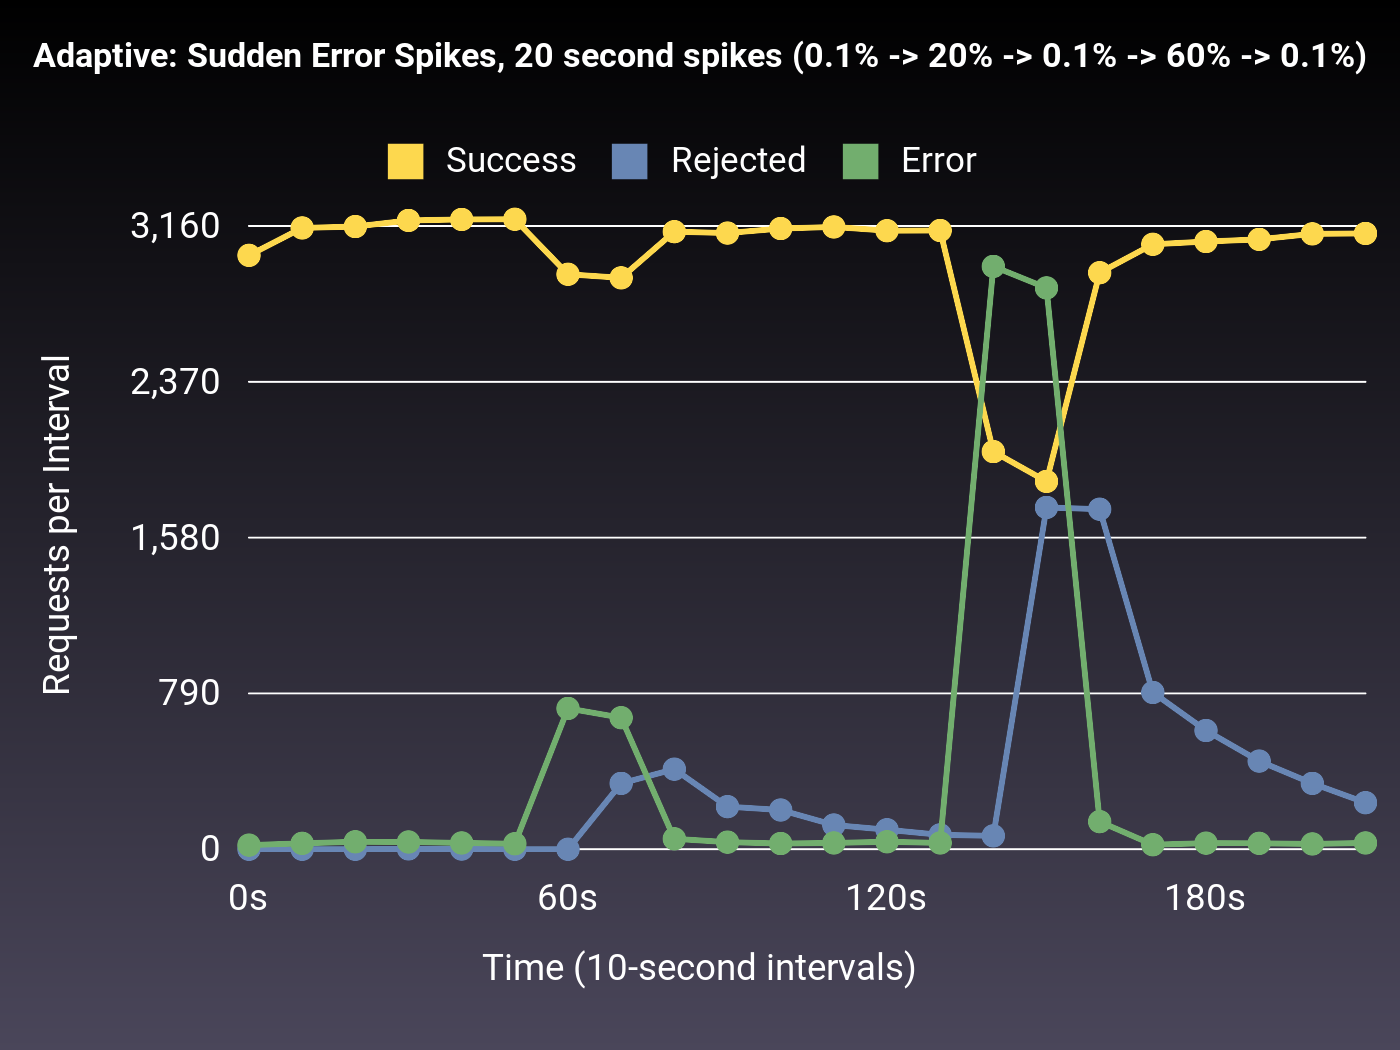 Adaptive: Sudden Error Spikes, 20 second spikes (0.1% -> 20% -> 0.1% -> 60% -> 0.1%)
Success Rejected Error
3,160
2,370
1,580
790
0
Requests per Interval
0s 60s 120s 180s
Time (10-second intervals)